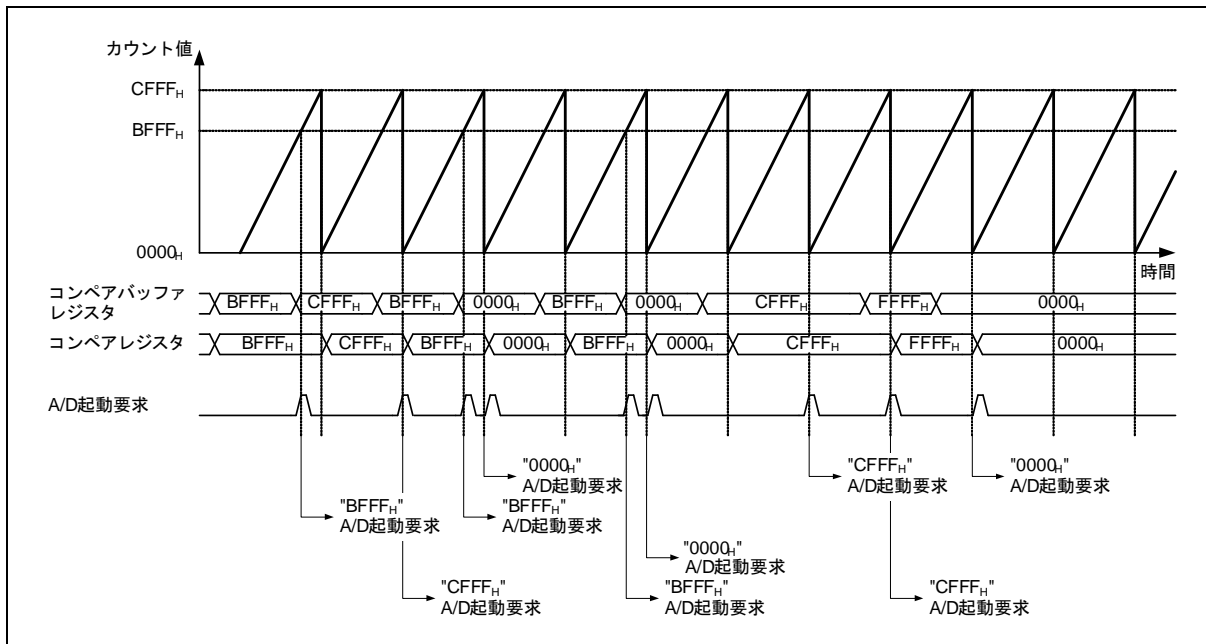 カウント値
CFFFH
BFFFH
0000H
時間
コンペアバッファ
レジスタ
BFFFH CFFFH BFFFH 0000H BFFFH 0000H CFFFH FFFFH 0000H
コンペアレジスタ
BFFFH CFFFH BFFFH 0000H BFFFH 0000H CFFFH FFFFH 0000H
A/D起動要求
"0000H"
A/D起動要求
"CFFFH"
A/D起動要求
"0000H"
A/D起動要求
"BFFFH"
A/D起動要求
"BFFFH"
A/D起動要求
"0000H"
A/D起動要求
"CFFFH"
A/D起動要求
"BFFFH"
A/D起動要求
"CFFFH"
A/D起動要求